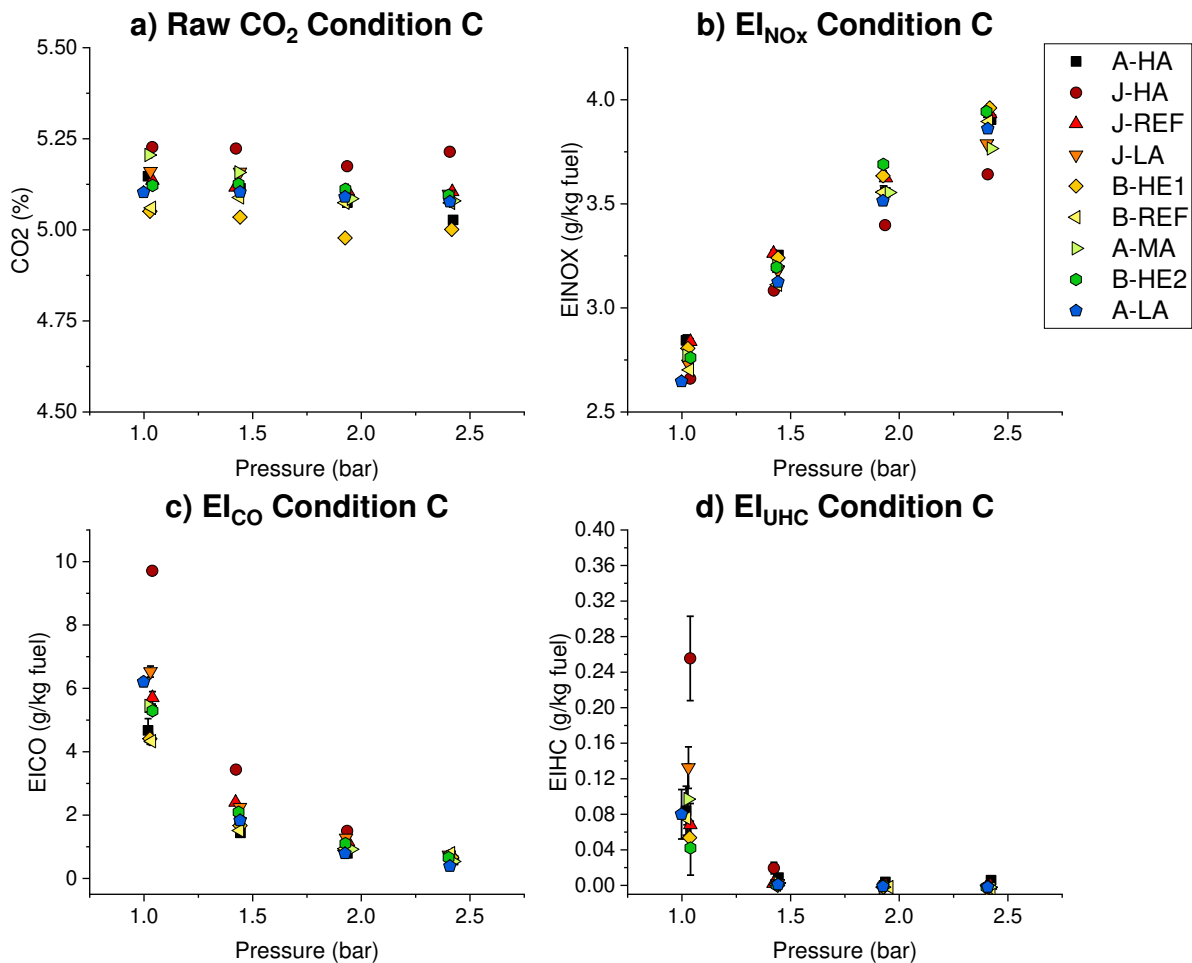 a) Raw CO₂ Condition C
5.50
5.25
5.00
4.75
4.50
CO2 (%)
1.0 1.5 2.0 2.5
Pressure (bar)
b) EI_NOx Condition C
4.0
3.5
3.0
2.5
EINOX (g/kg fuel)
1.0 1.5 2.0 2.5
Pressure (bar)
A-HA
J-HA
J-REF
J-LA
B-HE1
B-REF
A-MA
B-HE2
A-LA
c) EI_CO Condition C
10
8
6
4
2
0
EICO (g/kg fuel)
1.0 1.5 2.0 2.5
Pressure (bar)
d) EI_UHC Condition C
0.40
0.36
0.32
0.28
0.24
0.20
0.16
0.12
0.08
0.04
0.00
EIHC (g/kg fuel)
1.0 1.5 2.0 2.5
Pressure (bar)